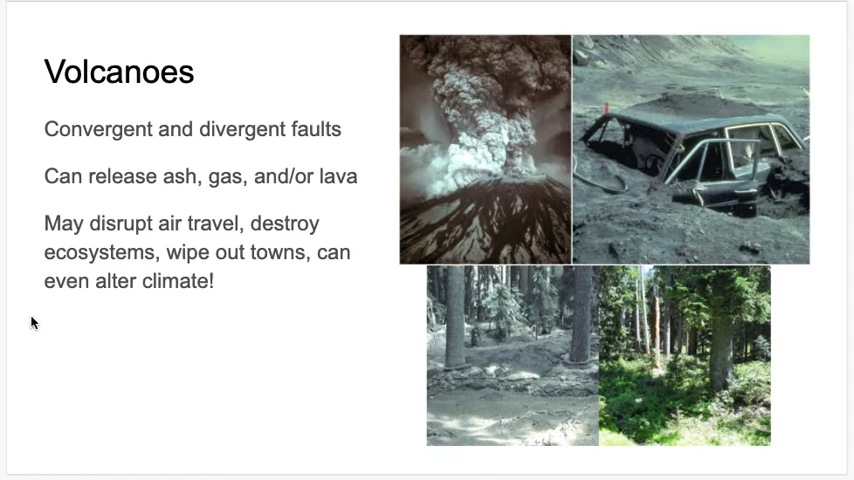 Volcanoes
Convergent and divergent faults
Can release ash, gas, and/or lava
May disrupt air travel, destroy
ecosystems, wipe out towns, can
even alter climate!